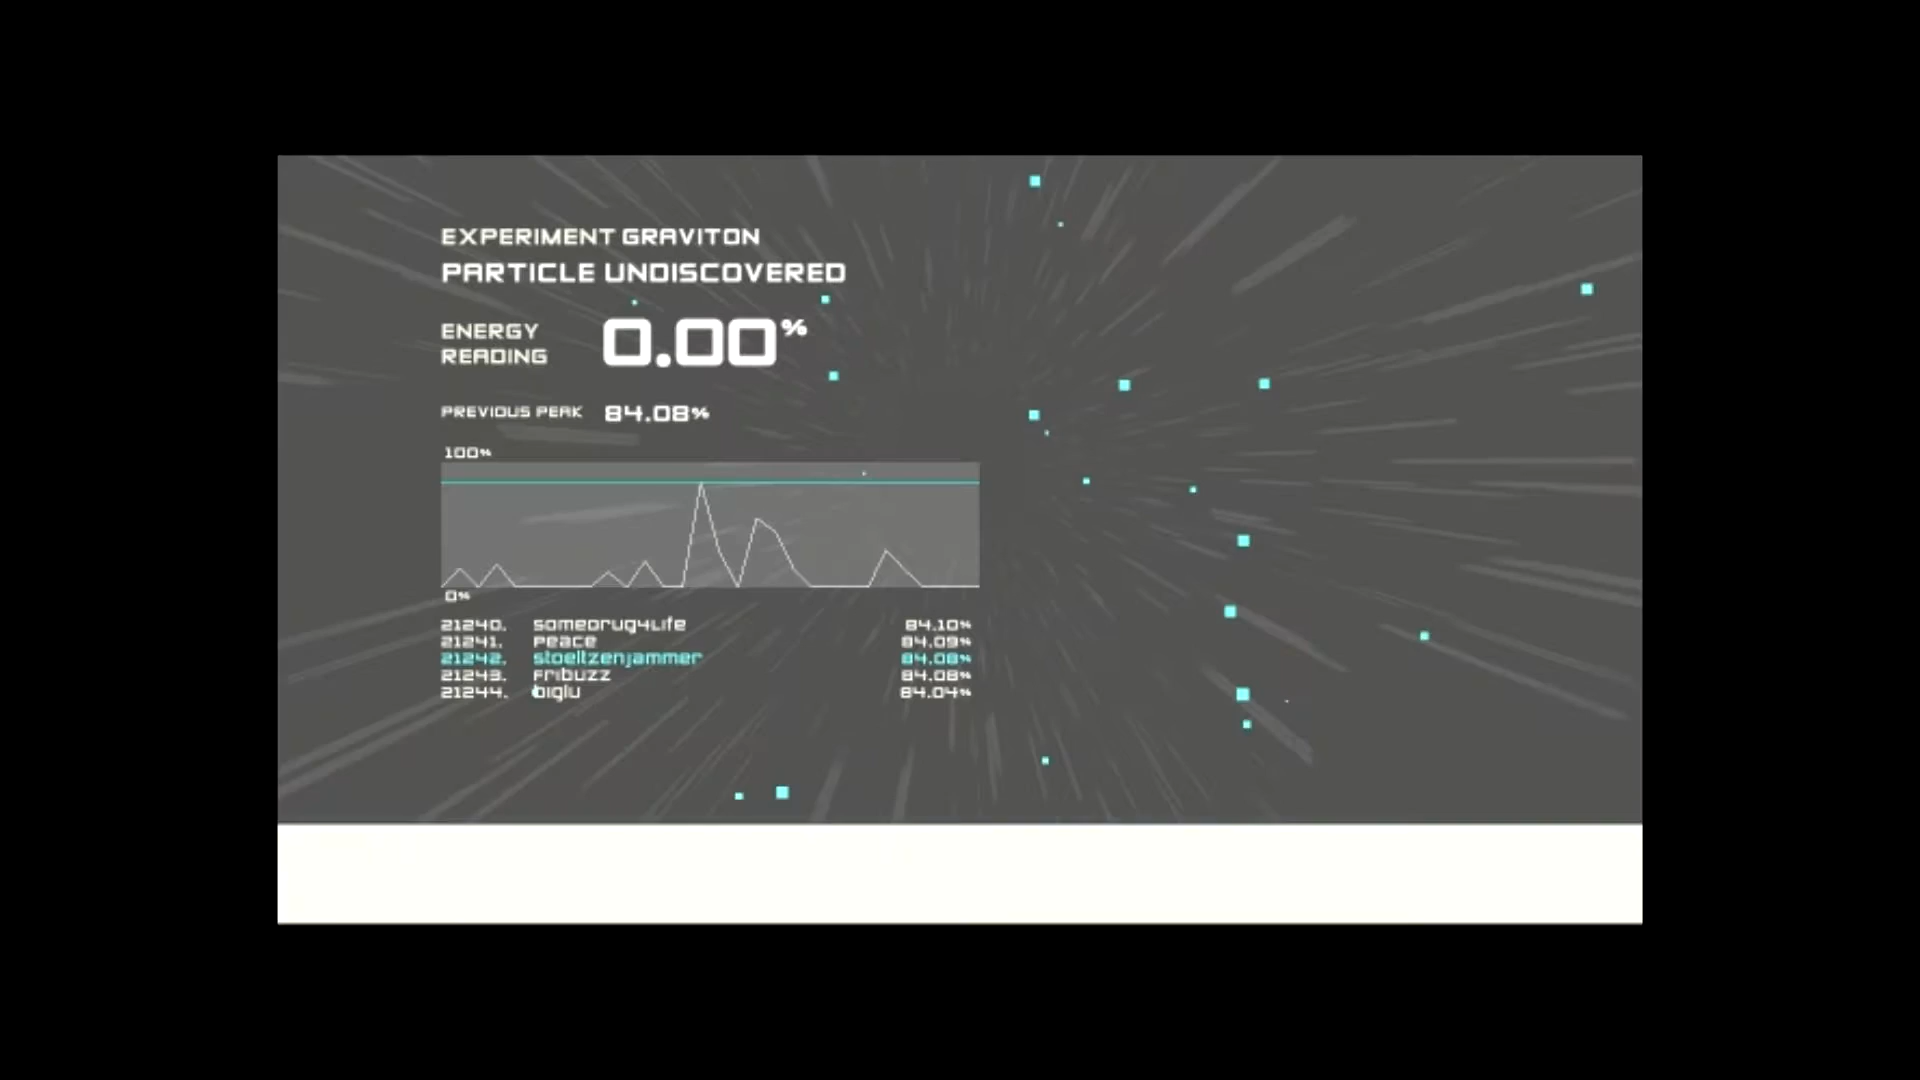 EXPERIMENT GRAVITON
PARTICLE UNDISCOVERED
ENERGY READING 0.00%
PREVIOUS PEAK 84.08%
100%
0%
21240. somedrug4life 84.10%
21241. peace 84.09%
21242. stoeltzenjammer 84.08%
21243. fribuzz 84.08%
21244. biglu 84.04%